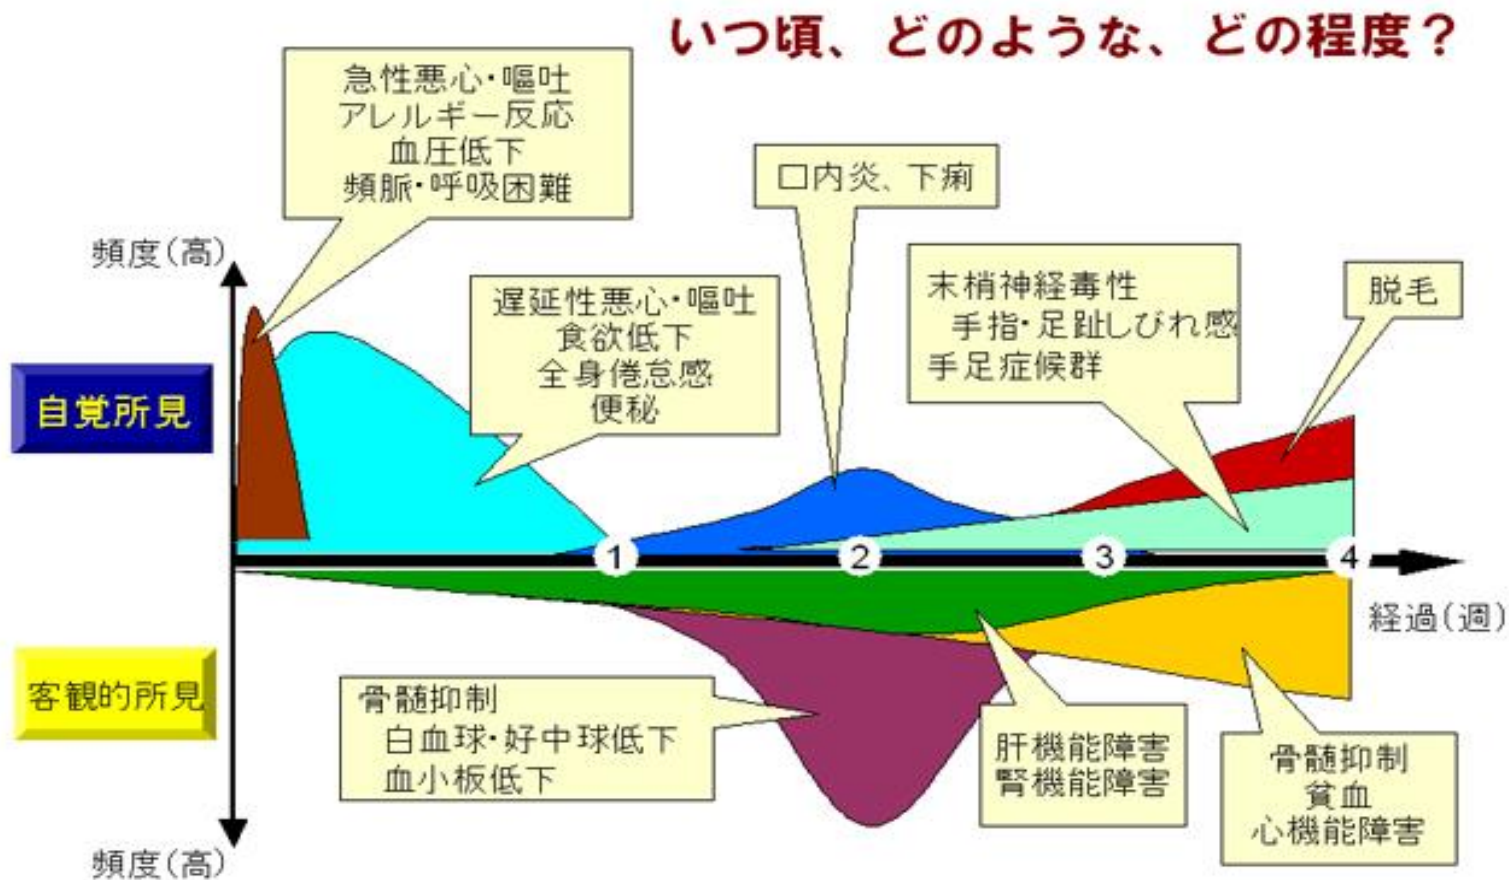 いつ頃、どのような、どの程度？
急性悪心・嘔吐
アレルギー反応
血圧低下
頻脈・呼吸困難
口内炎、下痢
頻度(高)
遅延性悪心・嘔吐
食欲低下
全身倦怠感
便秘
末梢神経毒性
手指・足趾しびれ感
手足症候群
脱毛
自覚所見
1
2
3
4
経過(週)
客観的所見
骨髄抑制
白血球・好中球低下
血小板低下
肝機能障害
腎機能障害
骨髄抑制
貧血
心機能障害
頻度(高)